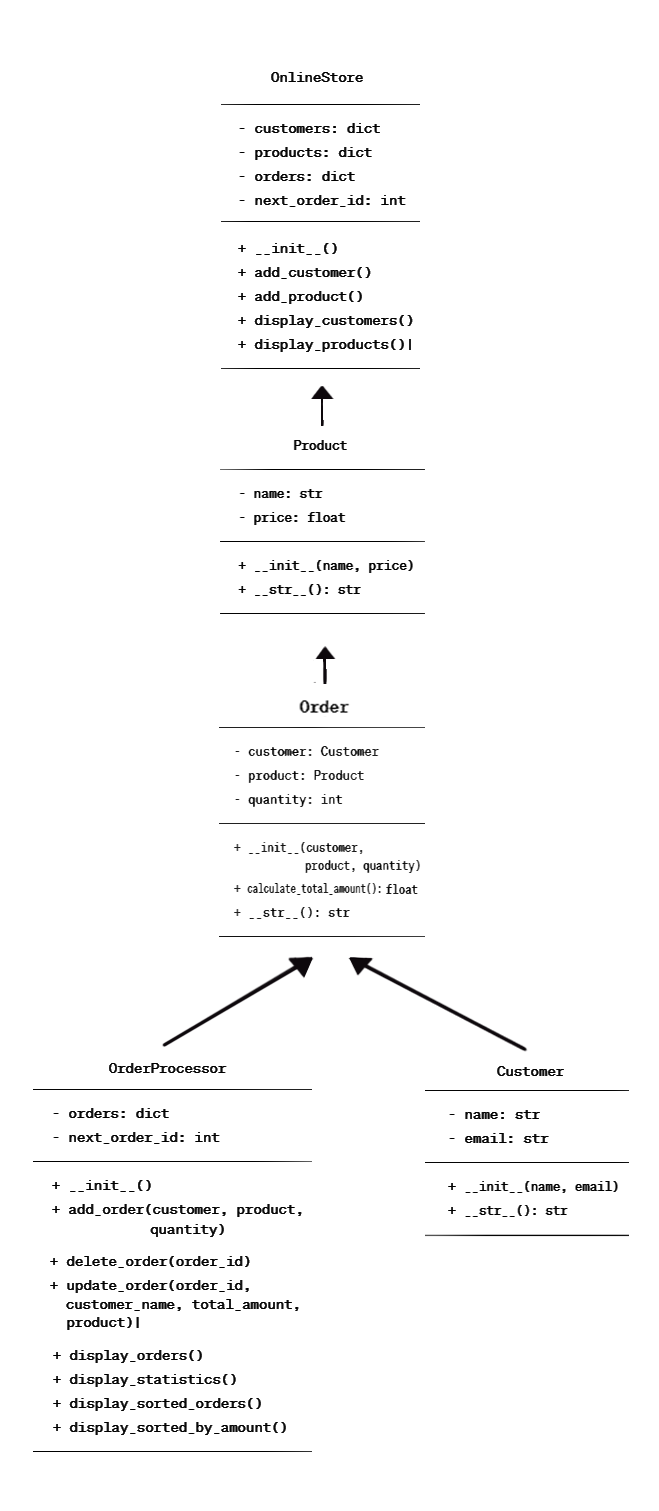 OnlineStore
- customers: dict
- products: dict
- orders: dict
- next_order_id: int
+ __init__()
+ add_customer()
+ add_product()
+ display_customers()
+ display_products()|
Product
- name: str
- price: float
+ __init__(name, price)
+ __str__(): str
Order
- customer: Customer
- product: Product
- quantity: int
+ __init__(customer,
product, quantity)
+ calculate_total_amount(): float
+ __str__(): str
OrderProcessor
- orders: dict
- next_order_id: int
+ __init__()
+ add_order(customer, product,
quantity)
+ delete_order(order_id)
+ update_order(order_id,
customer_name, total_amount,
product)|
+ display_orders()
+ display_statistics()
+ display_sorted_orders()
+ display_sorted_by_amount()
Customer
- name: str
- email: str
+ __init__(name, email)
+ __str__(): str